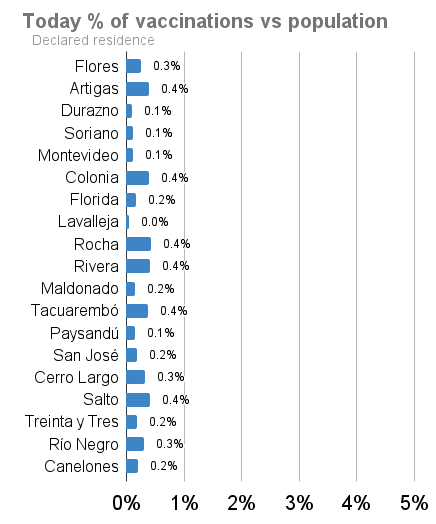 Today % of vaccinations vs population
Declared residence
Flores 0.3%
Artigas 0.4%
Durazno 0.1%
Soriano 0.1%
Montevideo 0.1%
Colonia 0.4%
Florida 0.2%
Lavalleja 0.0%
Rocha 0.4%
Rivera 0.4%
Maldonado 0.2%
Tacuarembó 0.4%
Paysandú 0.1%
San José 0.2%
Cerro Largo 0.3%
Salto 0.4%
Treinta y Tres 0.2%
Río Negro 0.3%
Canelones 0.2%
0% 1% 2% 3% 4% 5%